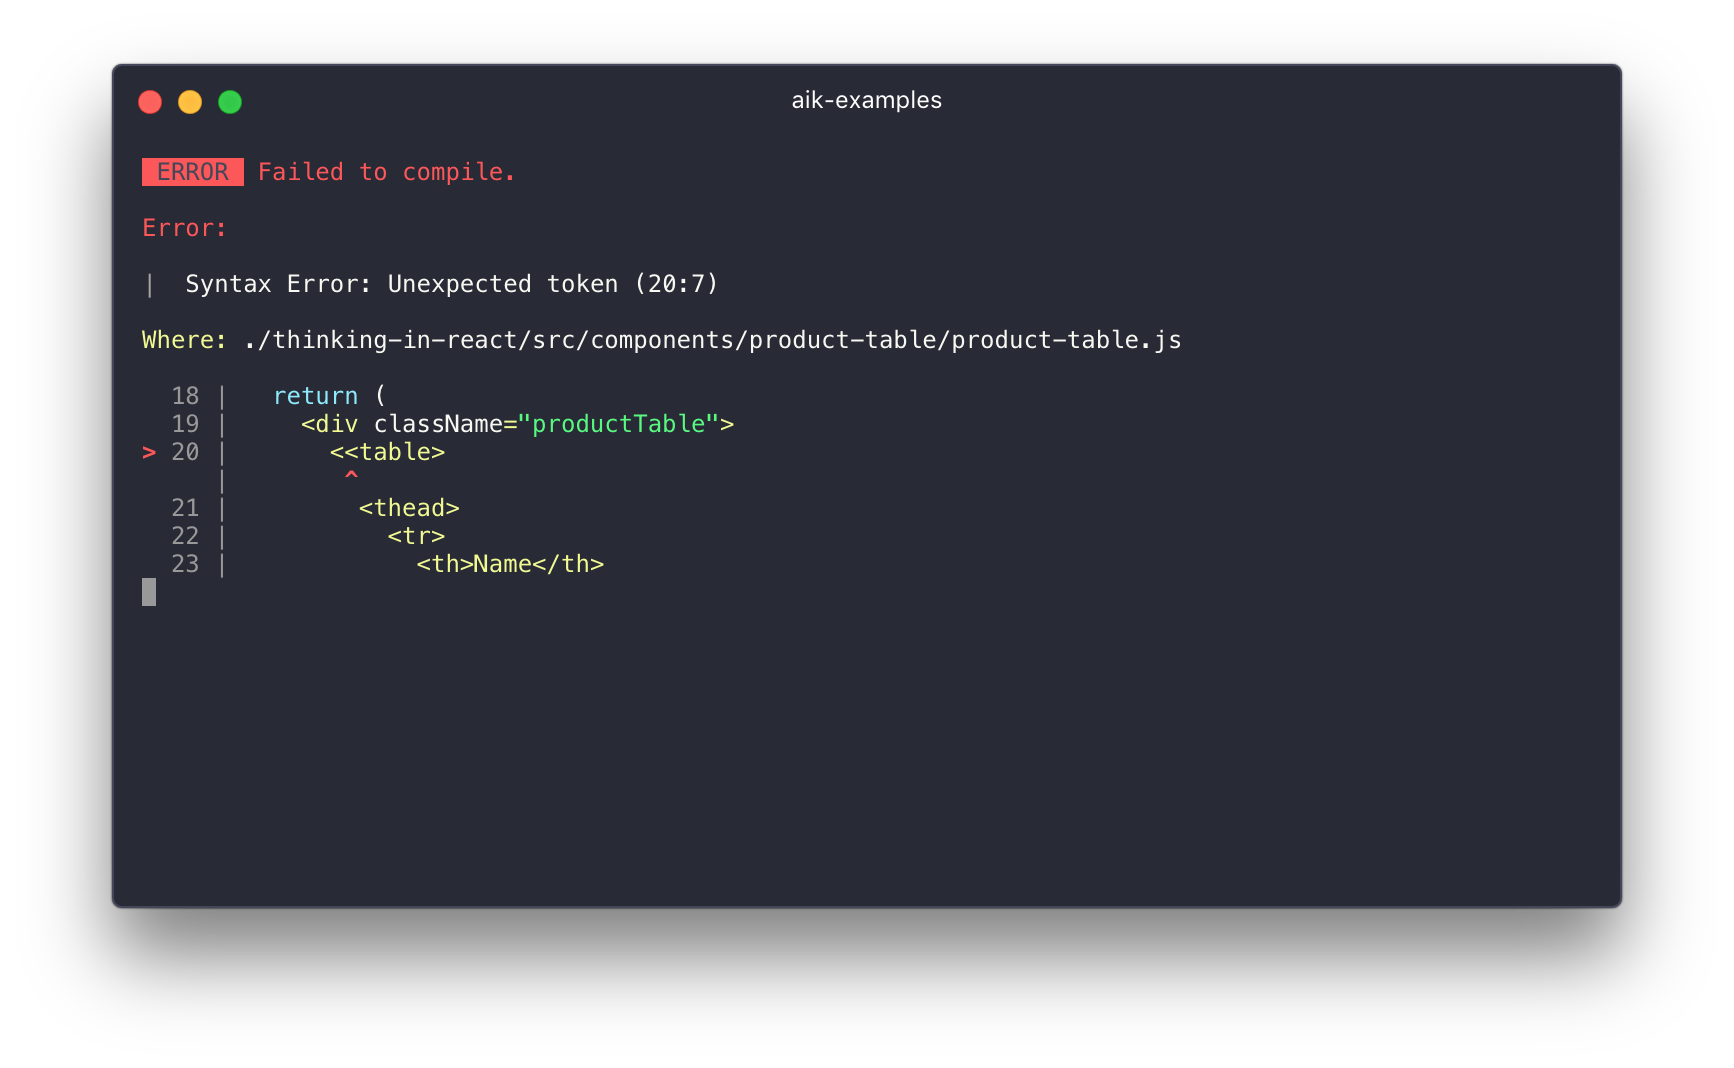 aik-examples
ERROR Failed to compile.
Error:
|  Syntax Error: Unexpected token (20:7)
Where: ./thinking-in-react/src/components/product-table/product-table.js
  18 |   return (
  19 |     <div className="productTable">
> 20 |       <<table>
     |        ^
  21 |         <thead>
  22 |           <tr>
  23 |             <th>Name</th>